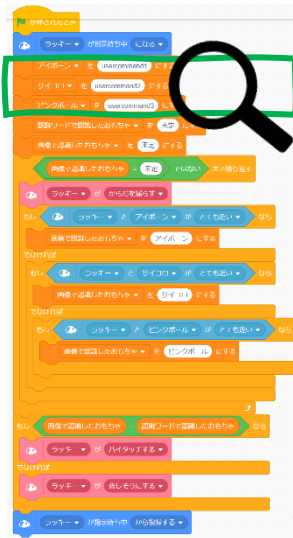 が押されたとき
ラッキー が指示待ち中 になる
アイボーン を usercommand1 にする
サイコロ を usercommand2 にす
ピンクボール を usercommand3
認識ワードで認識したおもちゃ を 未定
画像で認識したおもちゃ を 未定 にする
画像で認識したおもちゃ = 未定 ではない まで繰り返す
ラッキー が からだを揺らす
もし ラッキー と アイボーン が とても近い なら
画像で認識したおもちゃ を アイボーン にする
でなければ
もし ラッキー と サイコロ が とても近い なら
画像で認識したおもちゃ を サイコロ にする
でなければ
もし ラッキー と ピンクボール が とても近い なら
画像で認識したおもちゃ を ピンクボール にする
もし 画像で認識したおもちゃ = 認識ワードで認識したおもちゃ なら
ラッキー が ハイタッチする
でなければ
ラッキー が 悲しそうにする
ラッキー が指示待ち中 から復帰する